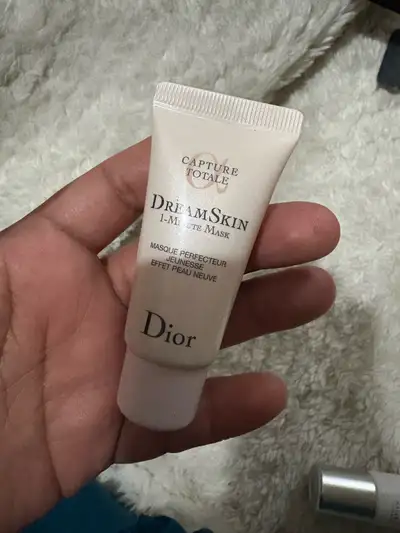 CAPTURE
TOTALE
DREAMSKIN
1-MINUTE MASK
MASQUE PERFECTEUR
JEUNESSE
EFFET PEAU NEUVE
Dior